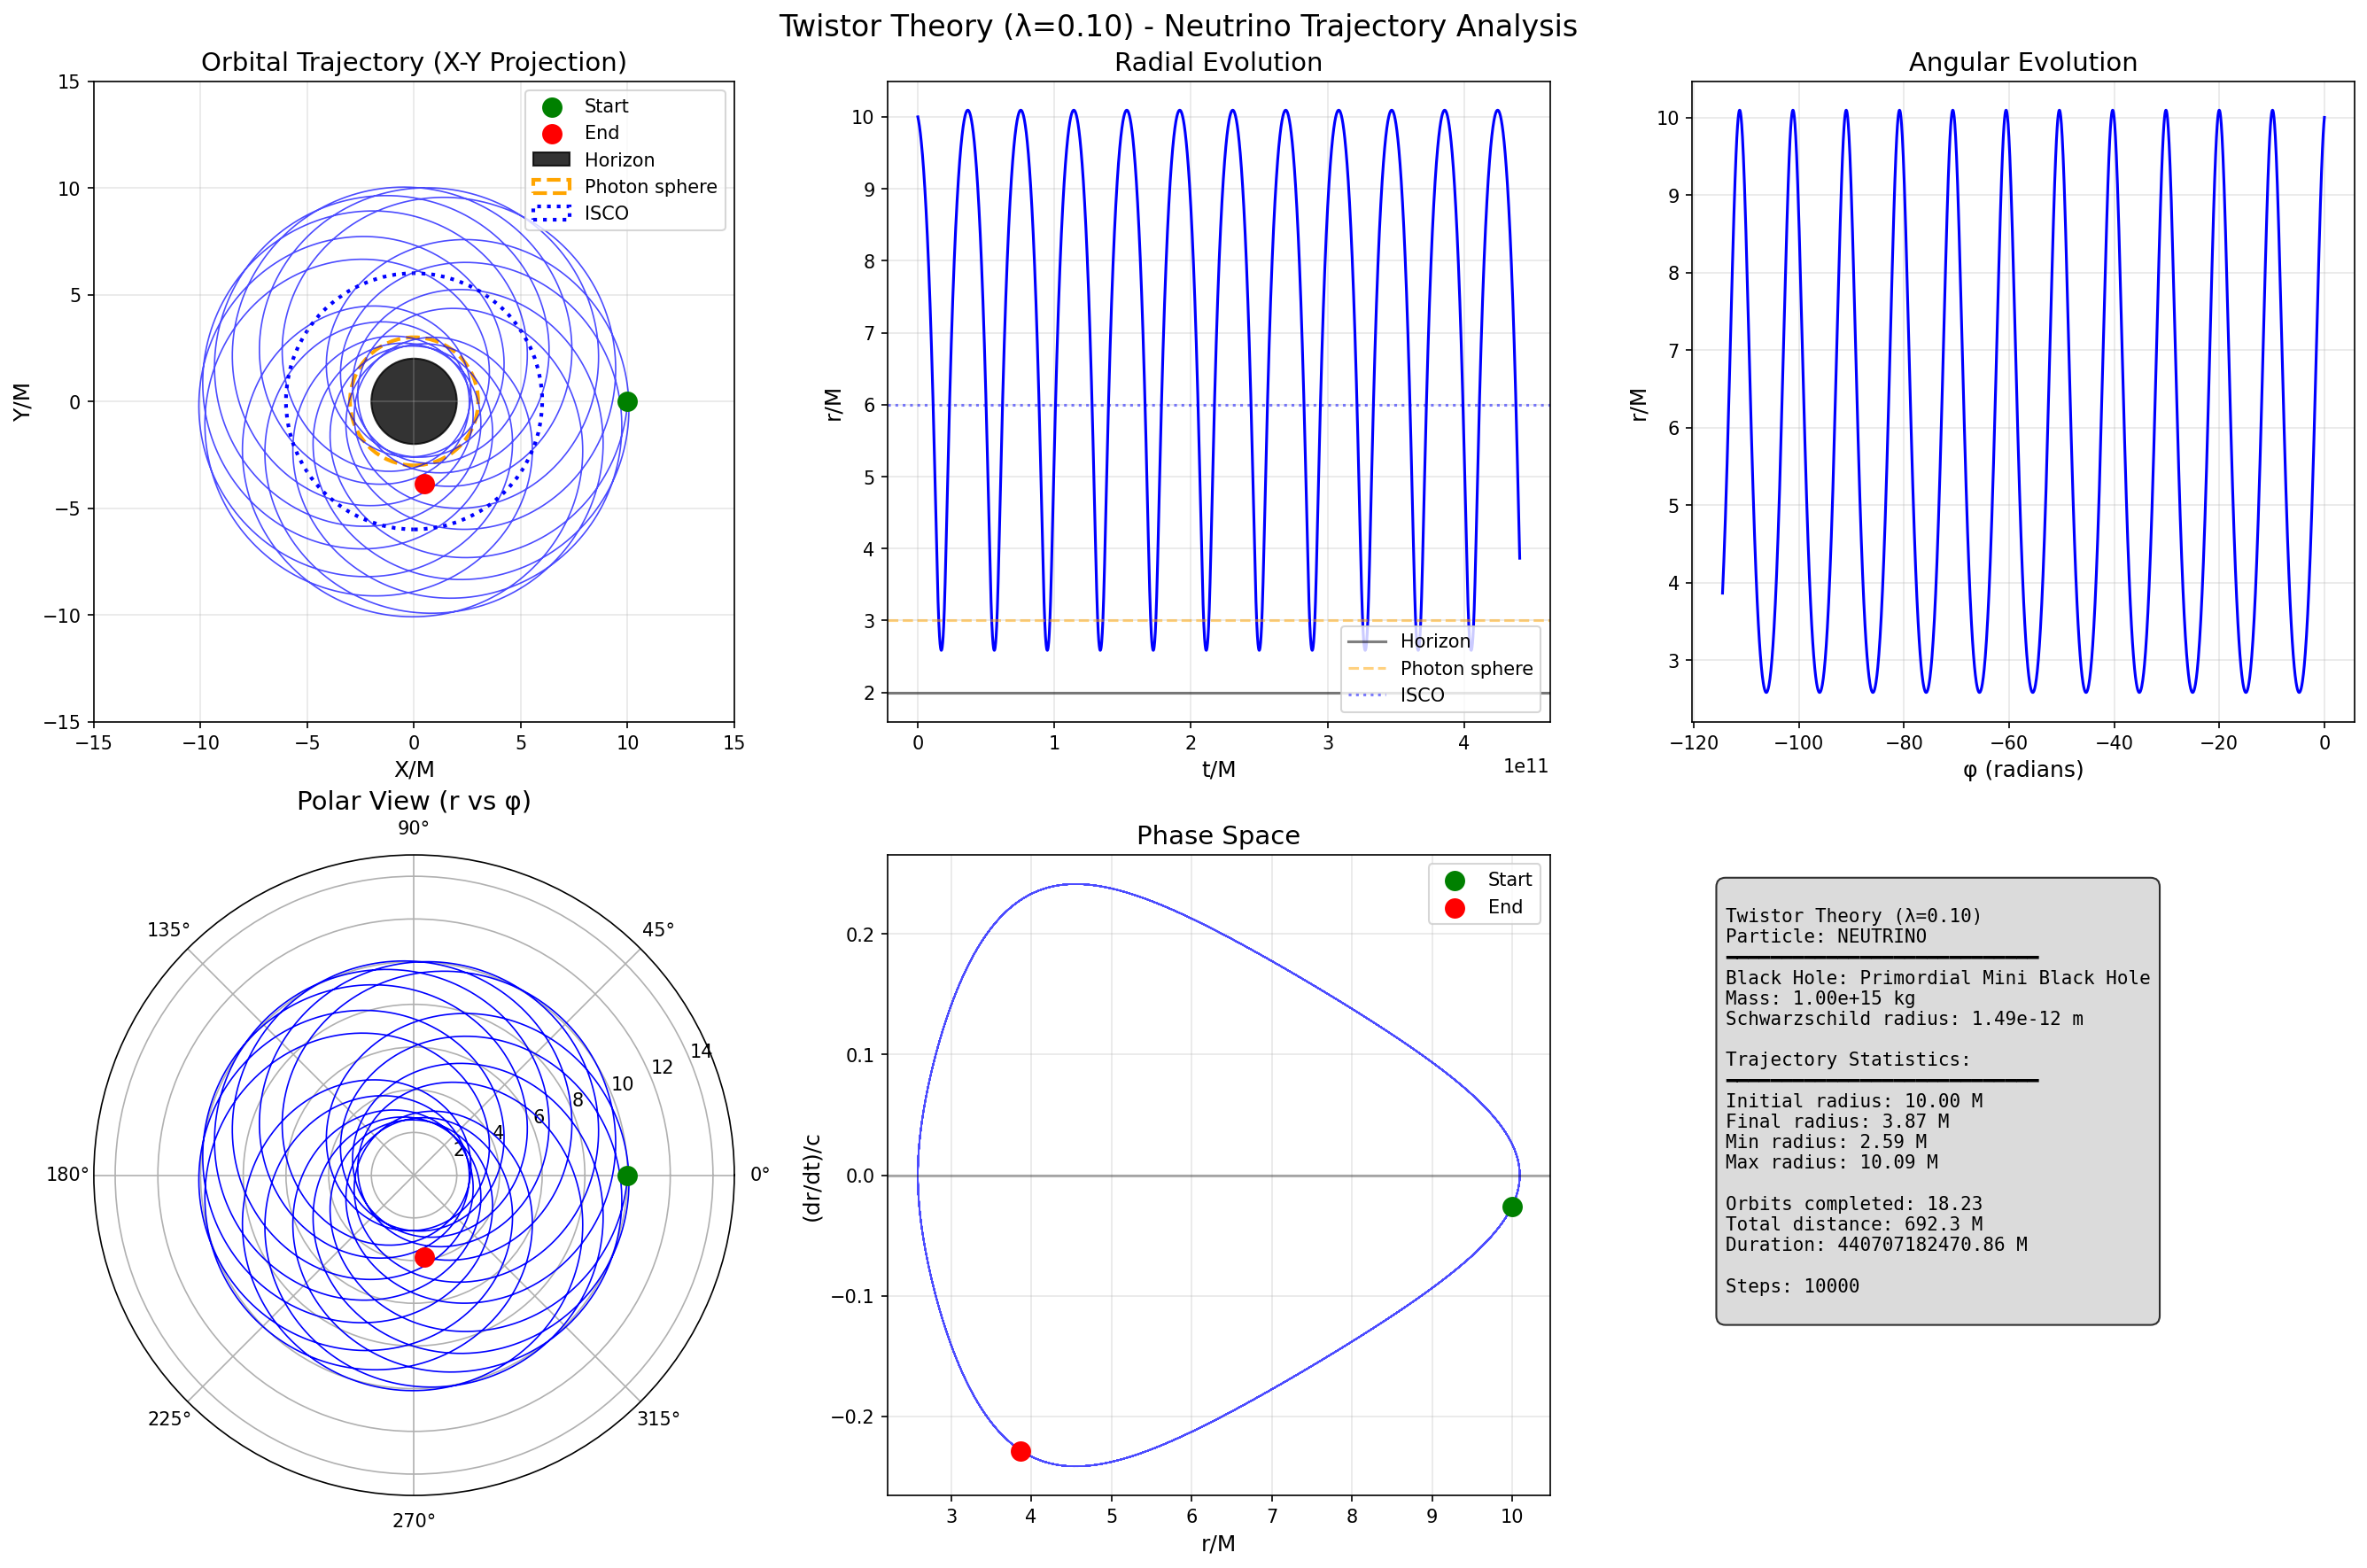 Twistor Theory (λ=0.10) - Neutrino Trajectory Analysis
Orbital Trajectory (X-Y Projection)
15
10
5
0
−5
−10
−15
−15
−10
−5
0
5
10
15
Y/M
X/M
Start
End
Horizon
Photon sphere
ISCO
Radial Evolution
10
9
8
7
6
5
4
3
2
0
1
2
3
4
1e11
r/M
t/M
Horizon
Photon sphere
ISCO
Angular Evolution
10
9
8
7
6
5
4
3
−120
−100
−80
−60
−40
−20
0
r/M
φ (radians)
Polar View (r vs φ)
90°
135°
45°
180°
0°
225°
315°
270°
2
4
6
8
10
12
14
Phase Space
0.2
0.1
0.0
−0.1
−0.2
3
4
5
6
7
8
9
10
(dr/dt)/c
r/M
Start
End
Twistor Theory (λ=0.10)
Particle: NEUTRINO
Black Hole: Primordial Mini Black Hole
Mass: 1.00e+15 kg
Schwarzschild radius: 1.49e-12 m
Trajectory Statistics:
Initial radius: 10.00 M
Final radius: 3.87 M
Min radius: 2.59 M
Max radius: 10.09 M
Orbits completed: 18.23
Total distance: 692.3 M
Duration: 440707182470.86 M
Steps: 10000